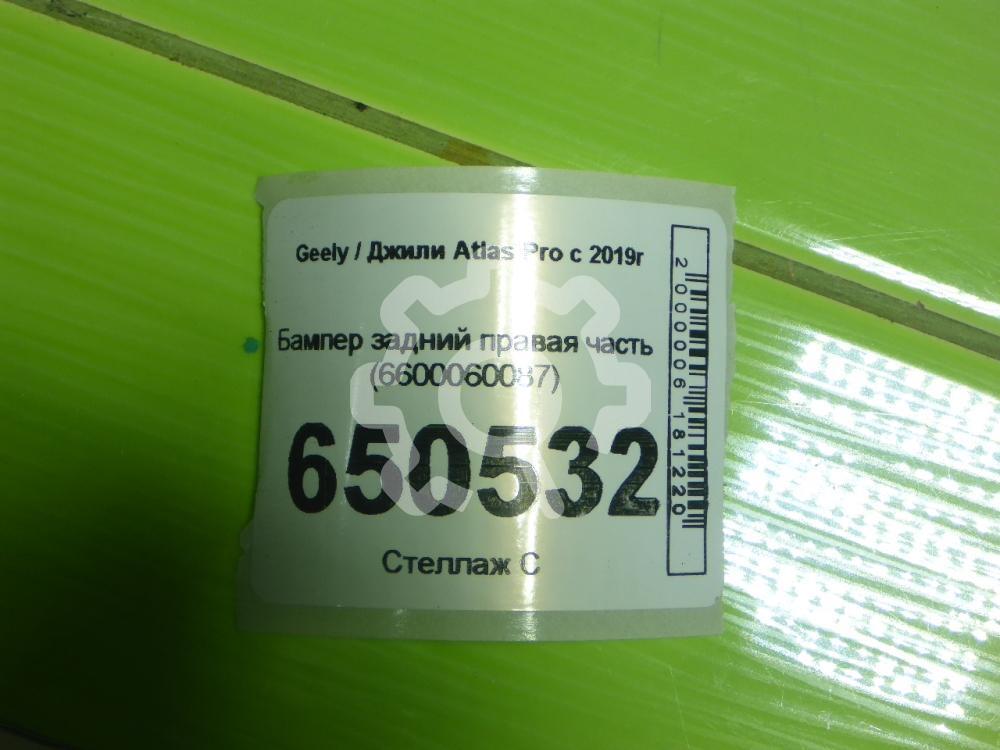 Geely / Джили Atlas Pro с 2019г
Бампер задний правая часть
(6600060087)
650532
Стеллаж С
2000006181220